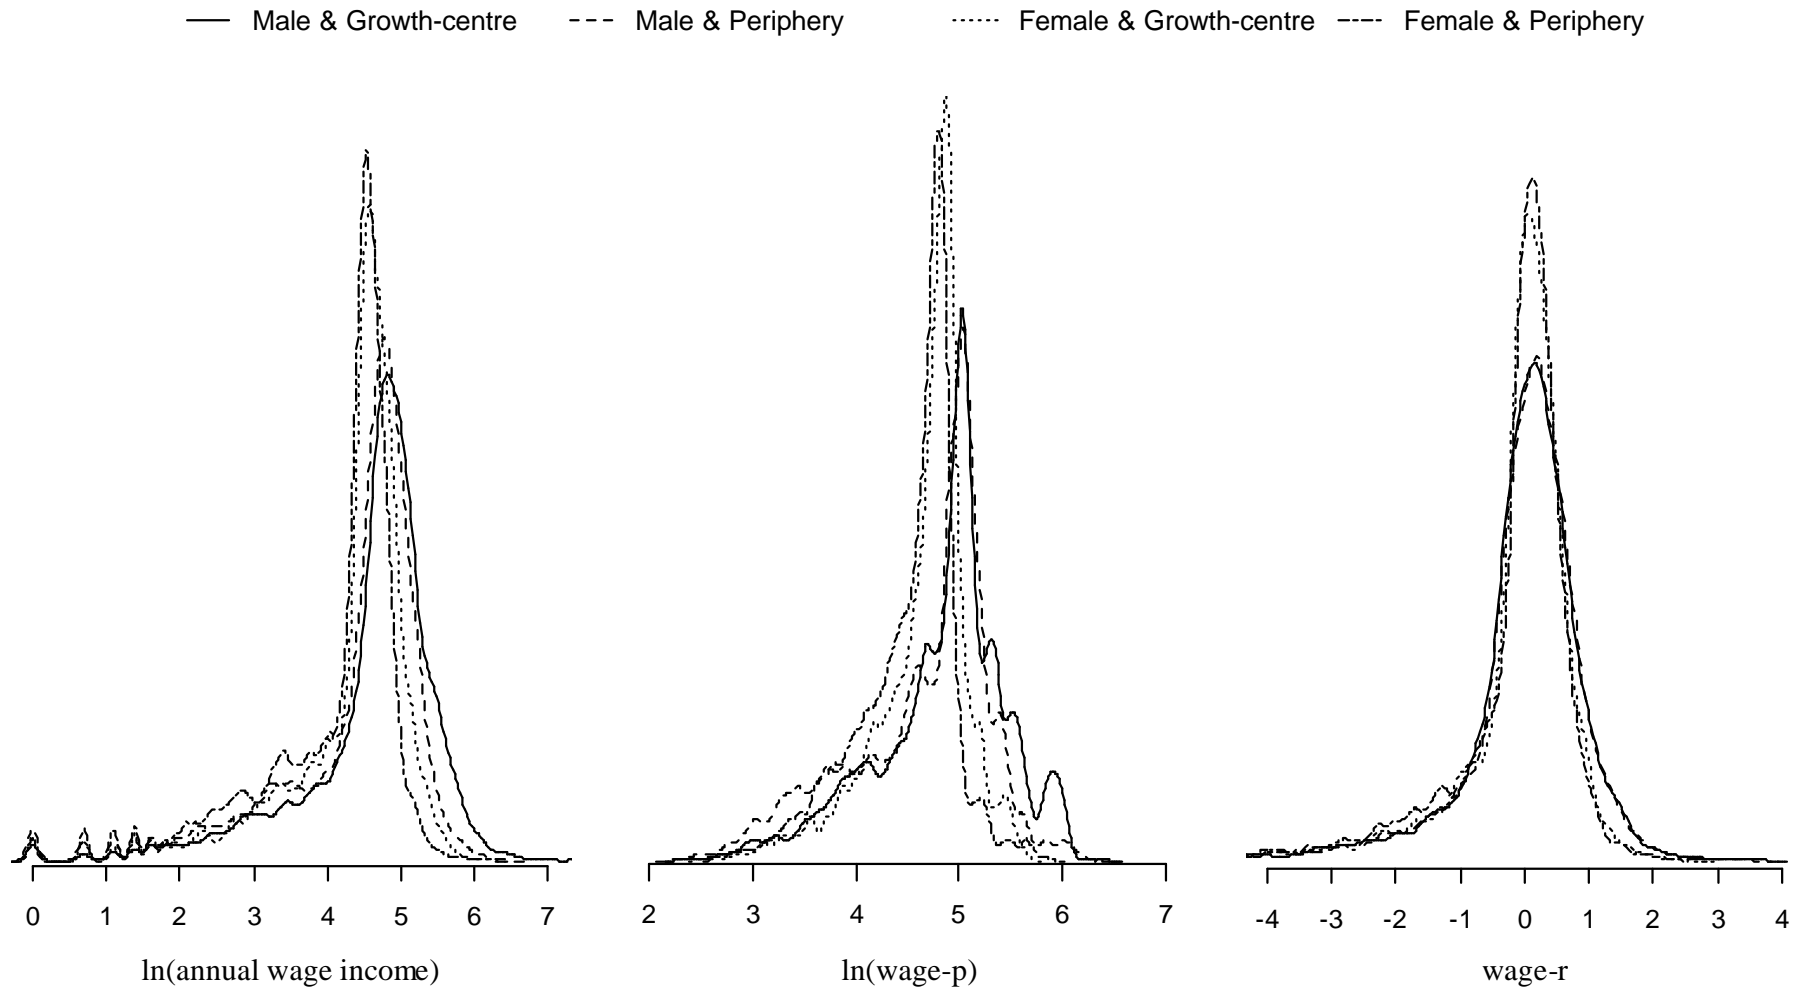 Male & Growth-centre Male & Periphery Female & Growth-centre Female & Periphery
0 1 2 3 4 5 6 7
ln(annual wage income)
2 3 4 5 6 7
ln(wage-p)
-4 -3 -2 -1 0 1 2 3 4
wage-r